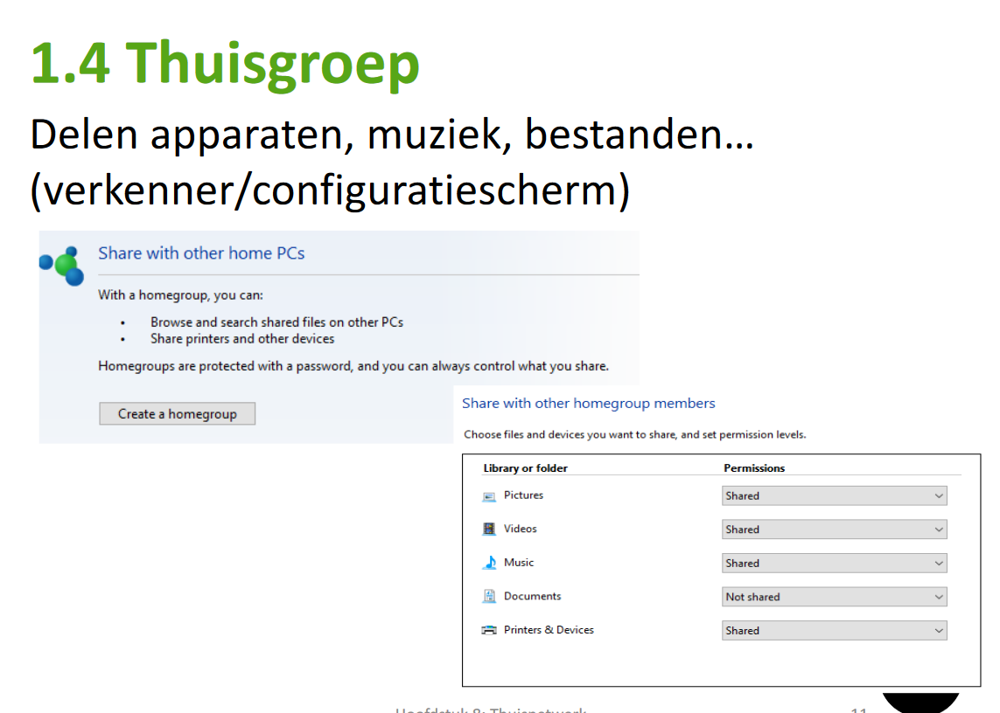 1.4 Thuisgroep
Delen apparaten, muziek, bestanden…
(verkenner/configuratiescherm)
Share with other home PCs
With a homegroup, you can:
• Browse and search shared files on other PCs
• Share printers and other devices
Homegroups are protected with a password, and you can always control what you share.
Create a homegroup
Share with other homegroup members
Choose files and devices you want to share, and set permission levels.
Library or folder Permissions
Pictures Shared
Videos Shared
Music Shared
Documents Not shared
Printers & Devices Shared
Hoofdstuk 8: Thuisnetwerk 11